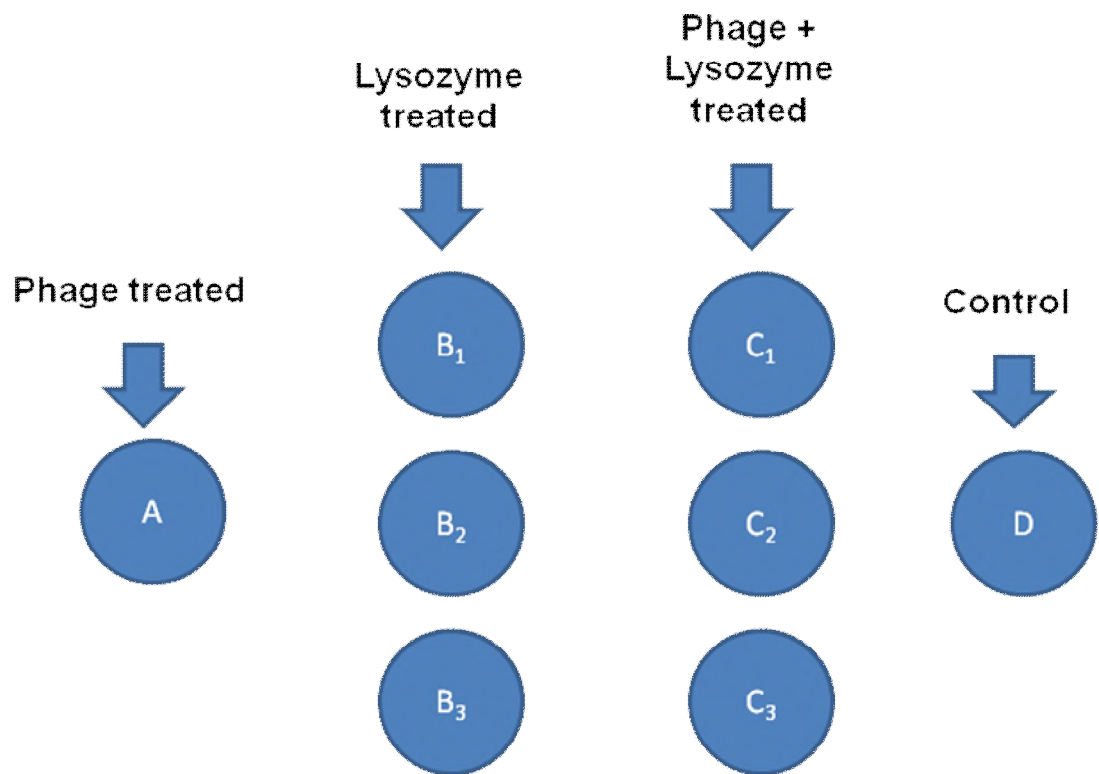 Phage treated
A
Lysozyme
treated
B₁
B₂
B₃
Phage +
Lysozyme
treated
C₁
C₂
C₃
Control
D